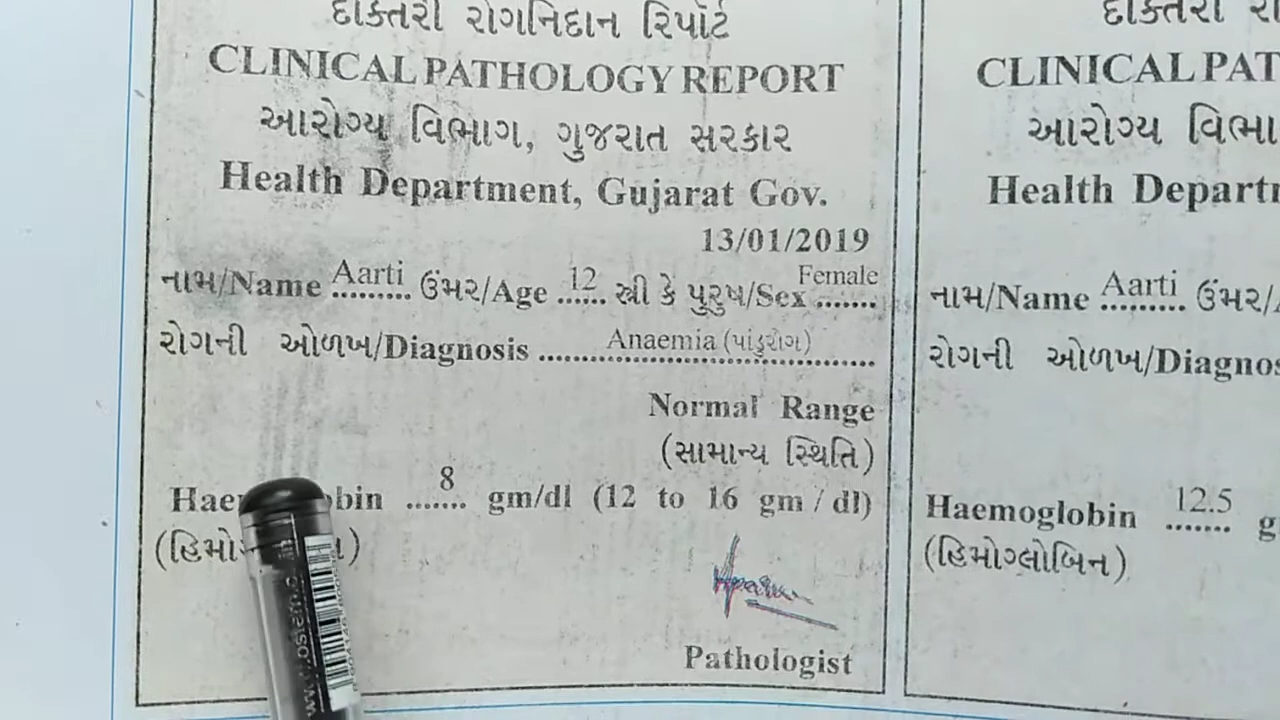 દાક્તરી રોગનિદાન રિપૉર્ટ
CLINICAL PATHOLOGY REPORT
આરોગ્ય વિભાગ, ગુજરાત સરકાર
Health Department, Gujarat Gov.
13/01/2019
નામ/Name Aarti ઉંમર/Age 12 સ્ત્રી કે પુરુષ/Sex Female
રોગની ઓળખ/Diagnosis Anaemia (પાંડુરોગ)
Normal Range
(સામાન્ય સ્થિતિ)
8 gm/dl (12 to 16 gm / dl)
Pathologist
દાક્તરી
CLINICAL PAT
આરોગ્ય વિભા
Health Departm
નામ/Name Aarti ઉંમર/
રોગની ઓળખ/Diagnos
Haemoglobin 12.5 g
(હિમોગ્લોબિન)